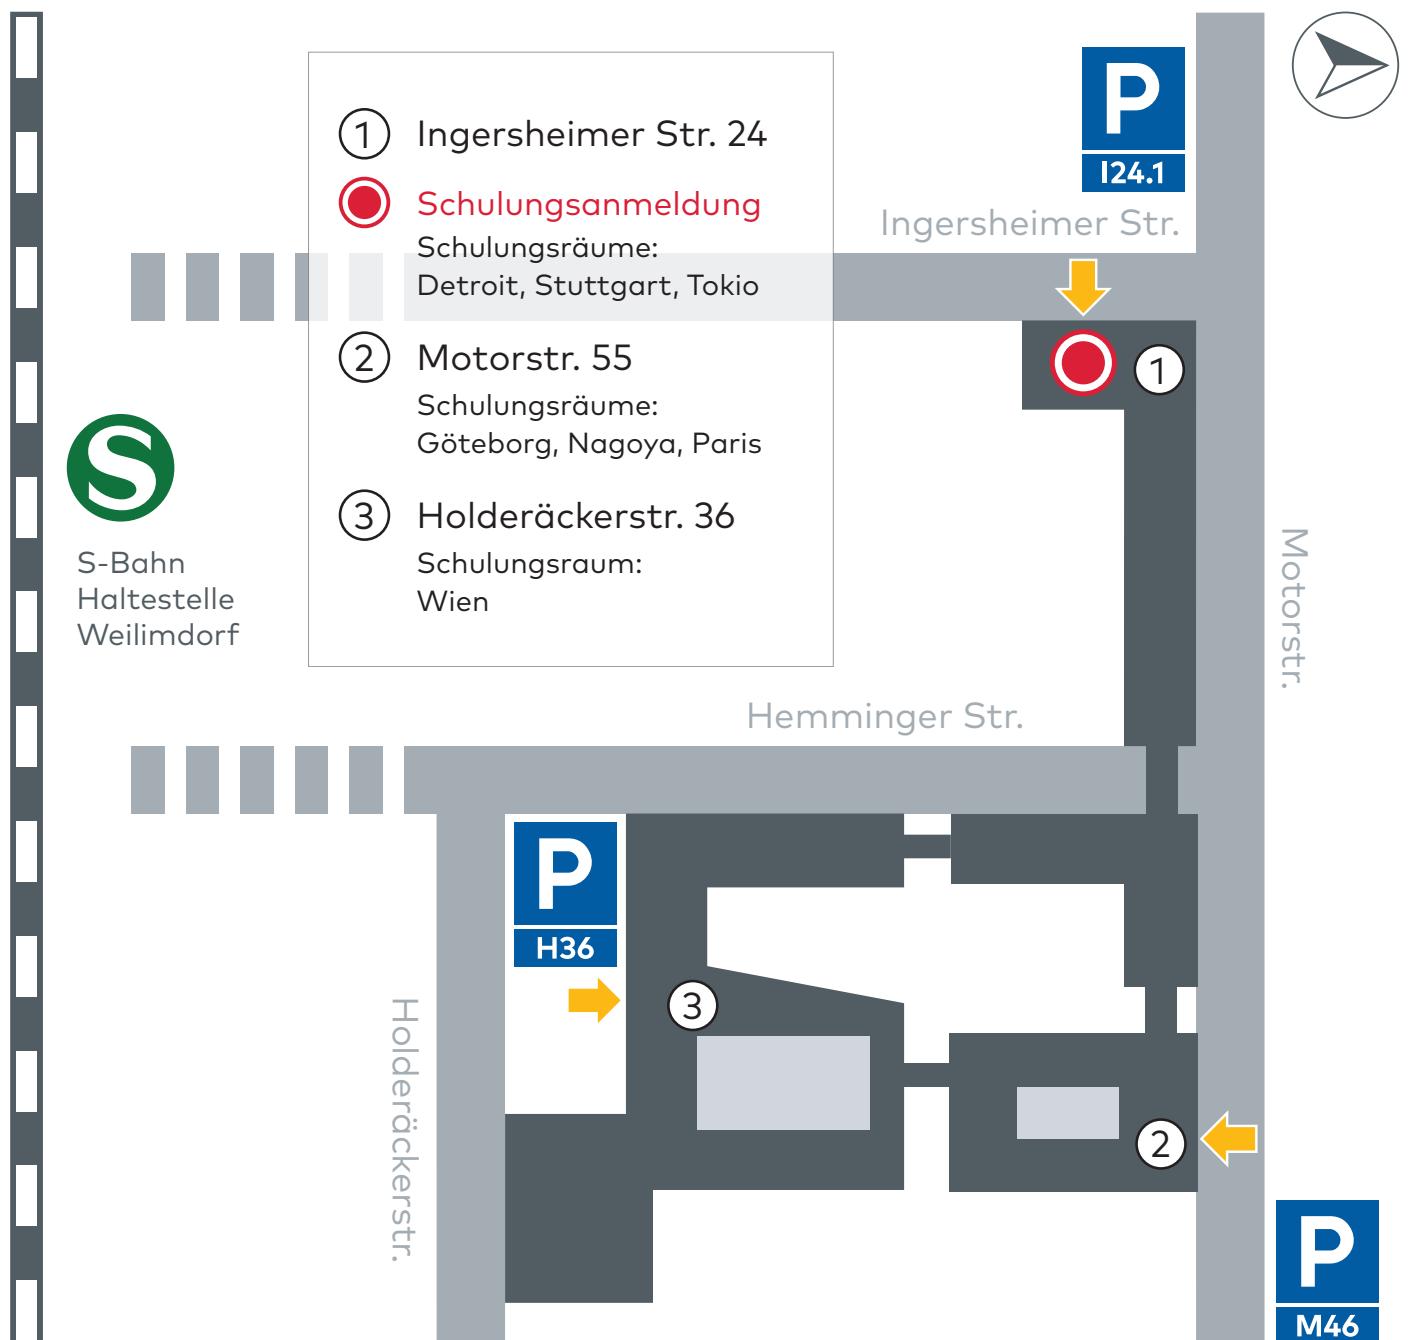 1 Ingersheimer Str. 24
Schulungsanmeldung
Schulungsräume:
Detroit, Stuttgart, Tokio
2 Motorstr. 55
Schulungsräume:
Göteborg, Nagoya, Paris
3 Holderäckerstr. 36
Schulungsraum:
Wien
P
I24.1
Ingersheimer Str.
1
S
S-Bahn
Haltestelle
Weilimdorf
Motorstr.
Hemminger Str.
P
H36
3
Holderäckerstr.
2
P
M46